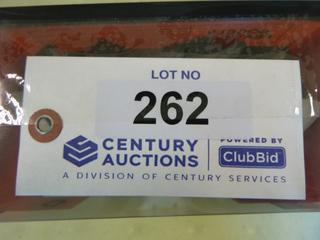 LOT NO
262
CENTURY
AUCTIONS
POWERED BY
ClubBid
A DIVISION OF CENTURY SERVICES